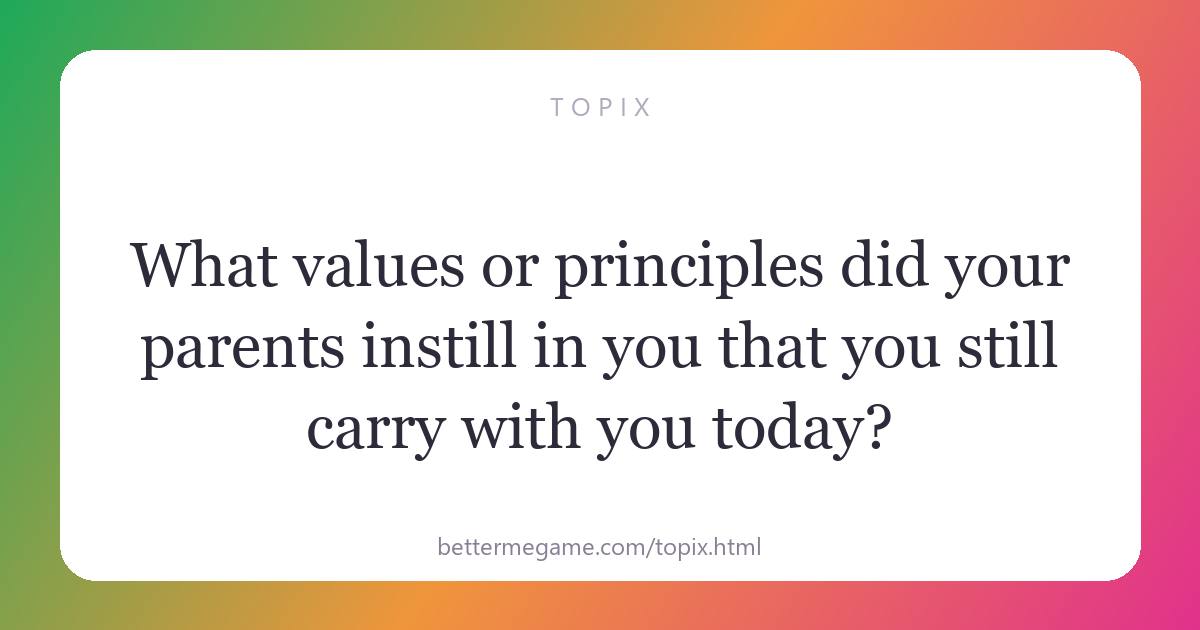 TOPIX
What values or principles did your
parents instill in you that you still
carry with you today?
bettermegame.com/topix.html